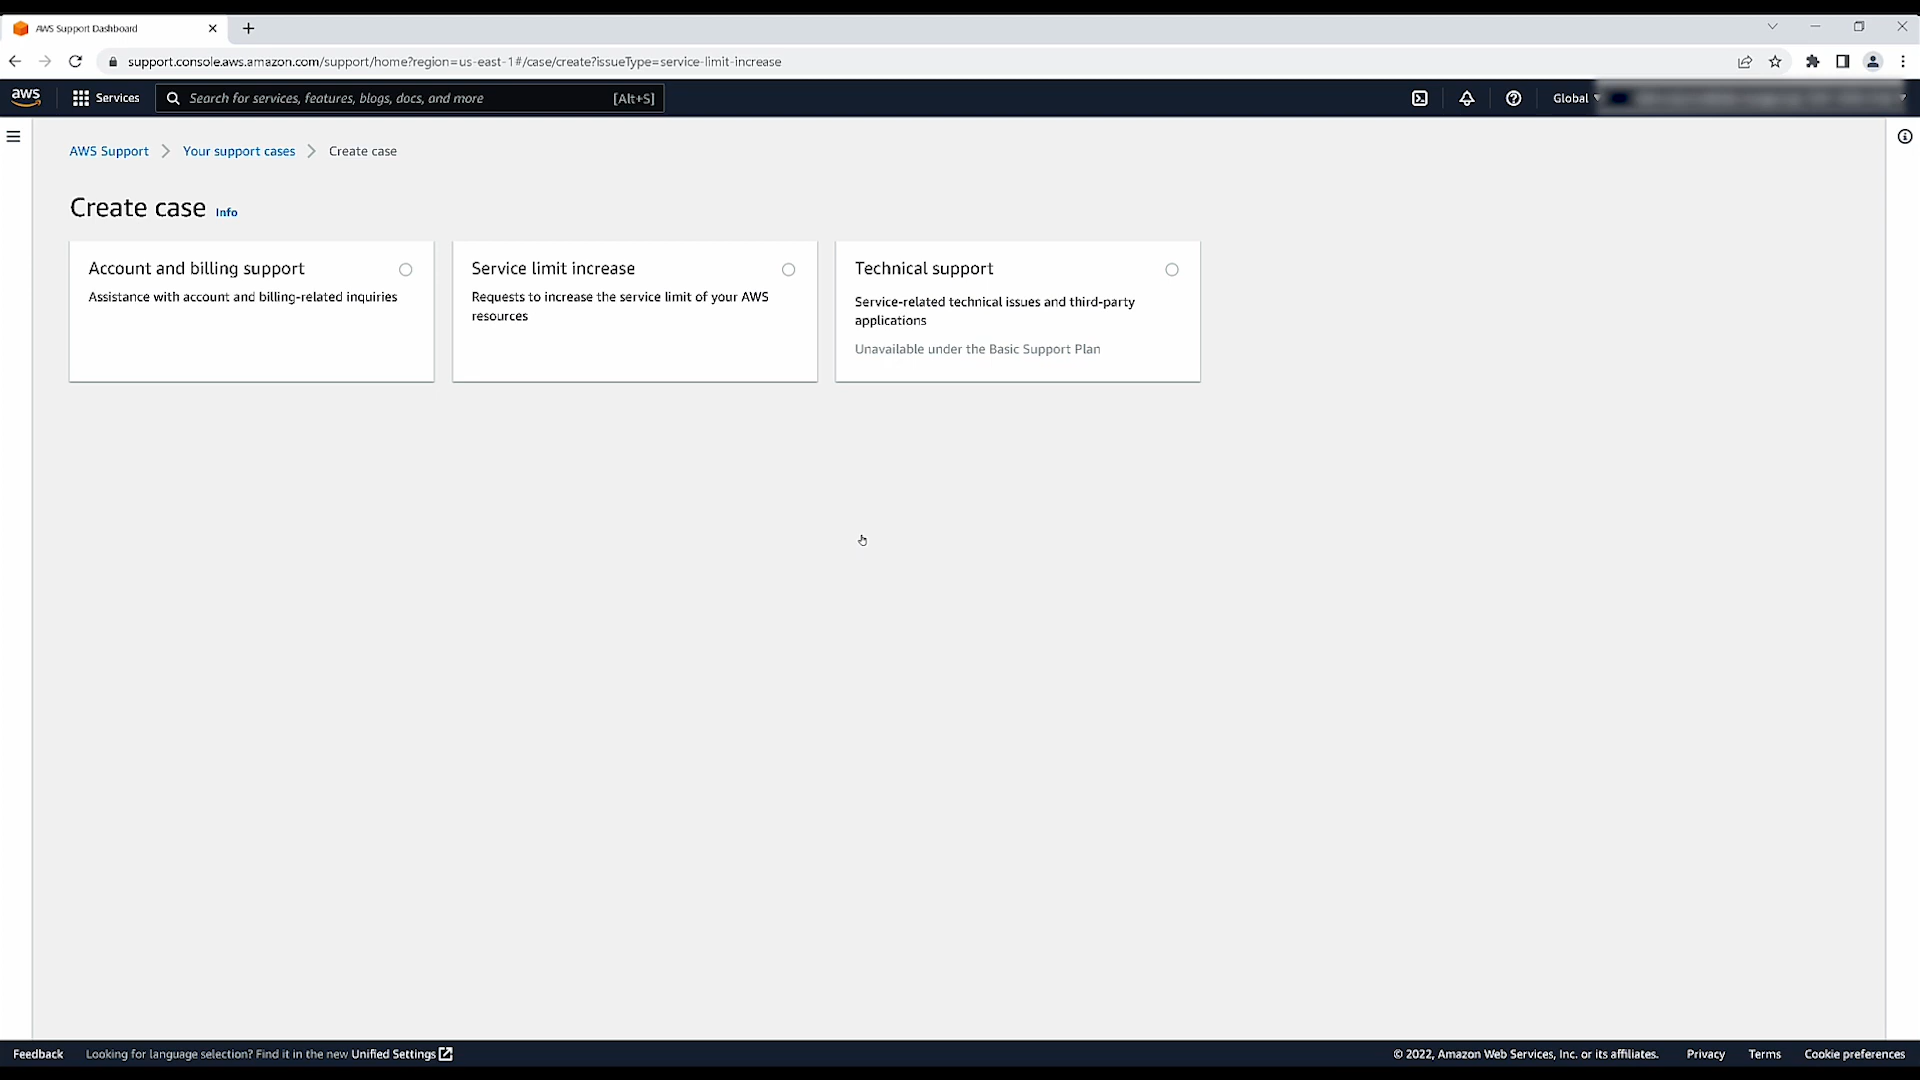 AWS Support Dashboard
support.console.aws.amazon.com/support/home?region=us-east-1#/case/create?issueType=service-limit-increase
aws
Services
Search for services, features, blogs, docs, and more
[Alt+S]
Global
AWS Support
Your support cases
Create case
Create case Info
Account and billing support
Assistance with account and billing-related inquiries
Service limit increase
Requests to increase the service limit of your AWS
resources
Technical support
Service-related technical issues and third-party
applications
Unavailable under the Basic Support Plan
Feedback
Looking for language selection? Find it in the new Unified Settings
© 2022, Amazon Web Services, Inc. or its affiliates.
Privacy
Terms
Cookie preferences